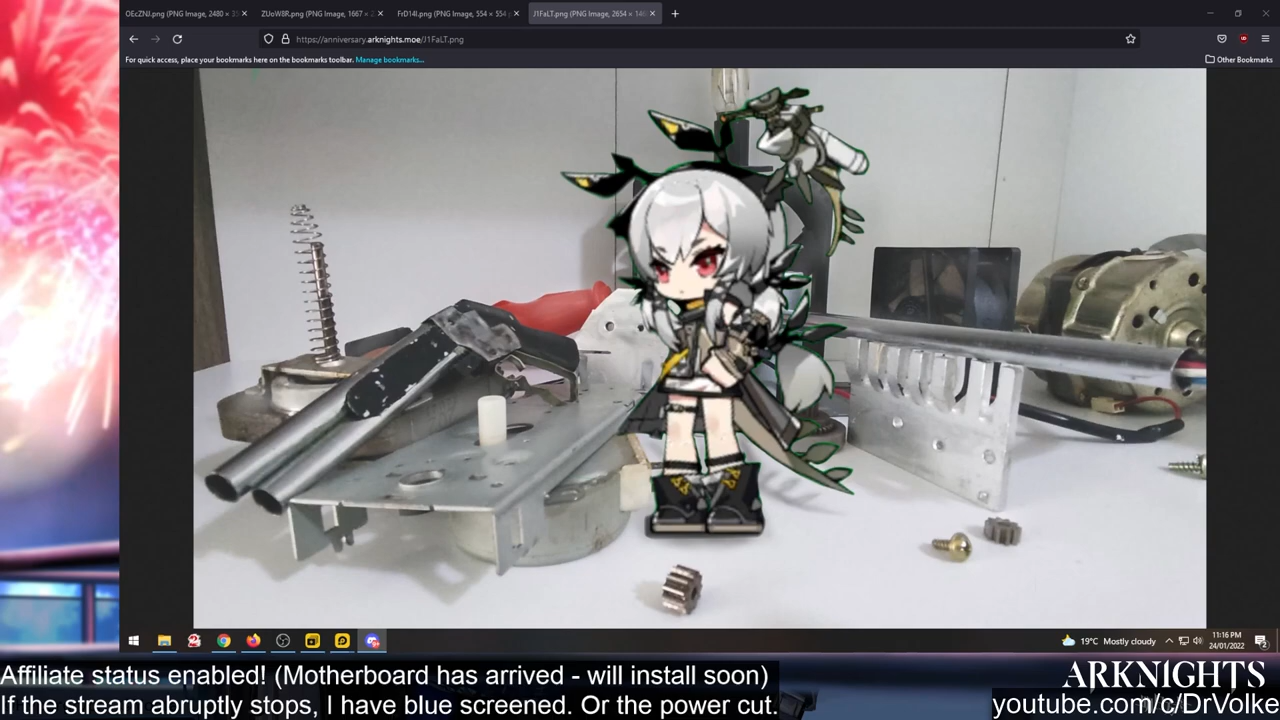 OEcZNJ.png (PNG Image, 2480 × 3
ZUoW8R.png (PNG Image, 1667 × 2
FrD14I.png (PNG Image, 554 × 554 p
J1FaLT.png (PNG Image, 2654 × 14
https://anniversary.arknights.moe/J1FaLT.png
For quick access, place your bookmarks here on the bookmarks toolbar. Manage bookmarks...
Other Bookmarks
19°C Mostly cloudy
11:16 PM
24/01/2022
2
Affiliate status enabled! (Motherboard has arrived - will install soon)
If the stream abruptly stops, I have blue screened. Or the power cut.
ARKNIGHTS
youtube.com/c/DrVolke